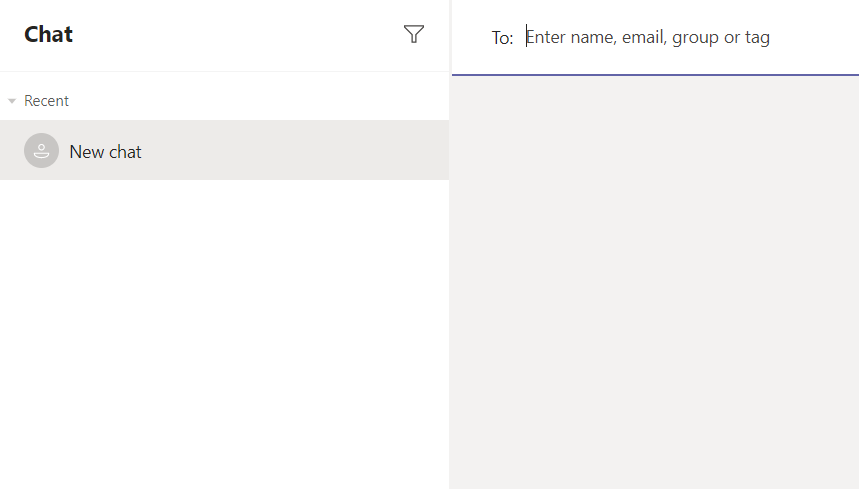 Chat
Recent
New chat
To: Enter name, email, group or tag